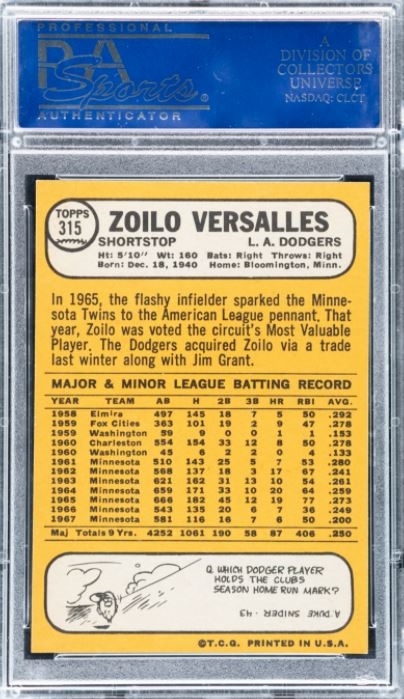 PROFESSIONAL
PSA
Sports®
AUTHENTICATOR
A
DIVISION OF
COLLECTORS
UNIVERSE
NASDAQ: CLCT
TOPPS
315
ZOILO VERSALLES
SHORTSTOP L. A. DODGERS
Ht: 5'10" Wt: 160 Bats: Right Throws: Right
Born: Dec. 18, 1940 Home: Bloomington, Minn.
In 1965, the flashy infielder sparked the Minne-
sota Twins to the American League pennant. That
year, Zoilo was voted the circuit's Most Valuable
Player. The Dodgers acquired Zoilo via a trade
last winter along with Jim Grant.
MAJOR & MINOR LEAGUE BATTING RECORD
YEAR TEAM AB H 2B 3B HR RBI AVG.
1958 Elmira 497 145 18 7 5 50 .292
1959 Fox Cities 363 101 19 2 9 47 .278
1959 Washington 59 9 0 0 1 1 .153
1960 Charleston 554 154 33 12 8 50 .278
1960 Washington 45 6 2 2 0 4 .133
1961 Minnesota 510 143 25 5 7 53 .280
1962 Minnesota 568 137 18 3 17 67 .241
1963 Minnesota 621 162 31 13 10 54 .261
1964 Minnesota 659 171 33 10 20 64 .259
1965 Minnesota 666 182 45 12 19 77 .273
1966 Minnesota 543 135 20 6 7 36 .249
1967 Minnesota 581 116 16 7 6 50 .200
Maj Totals 9 Yrs. 4252 1061 190 58 87 406 .250
Q. WHICH DODGER PLAYER
HOLDS THE CLUBS
SEASON HOME RUN MARK?
A. DUKE SNIDER - 43
©T.C.G. PRINTED IN U.S.A.